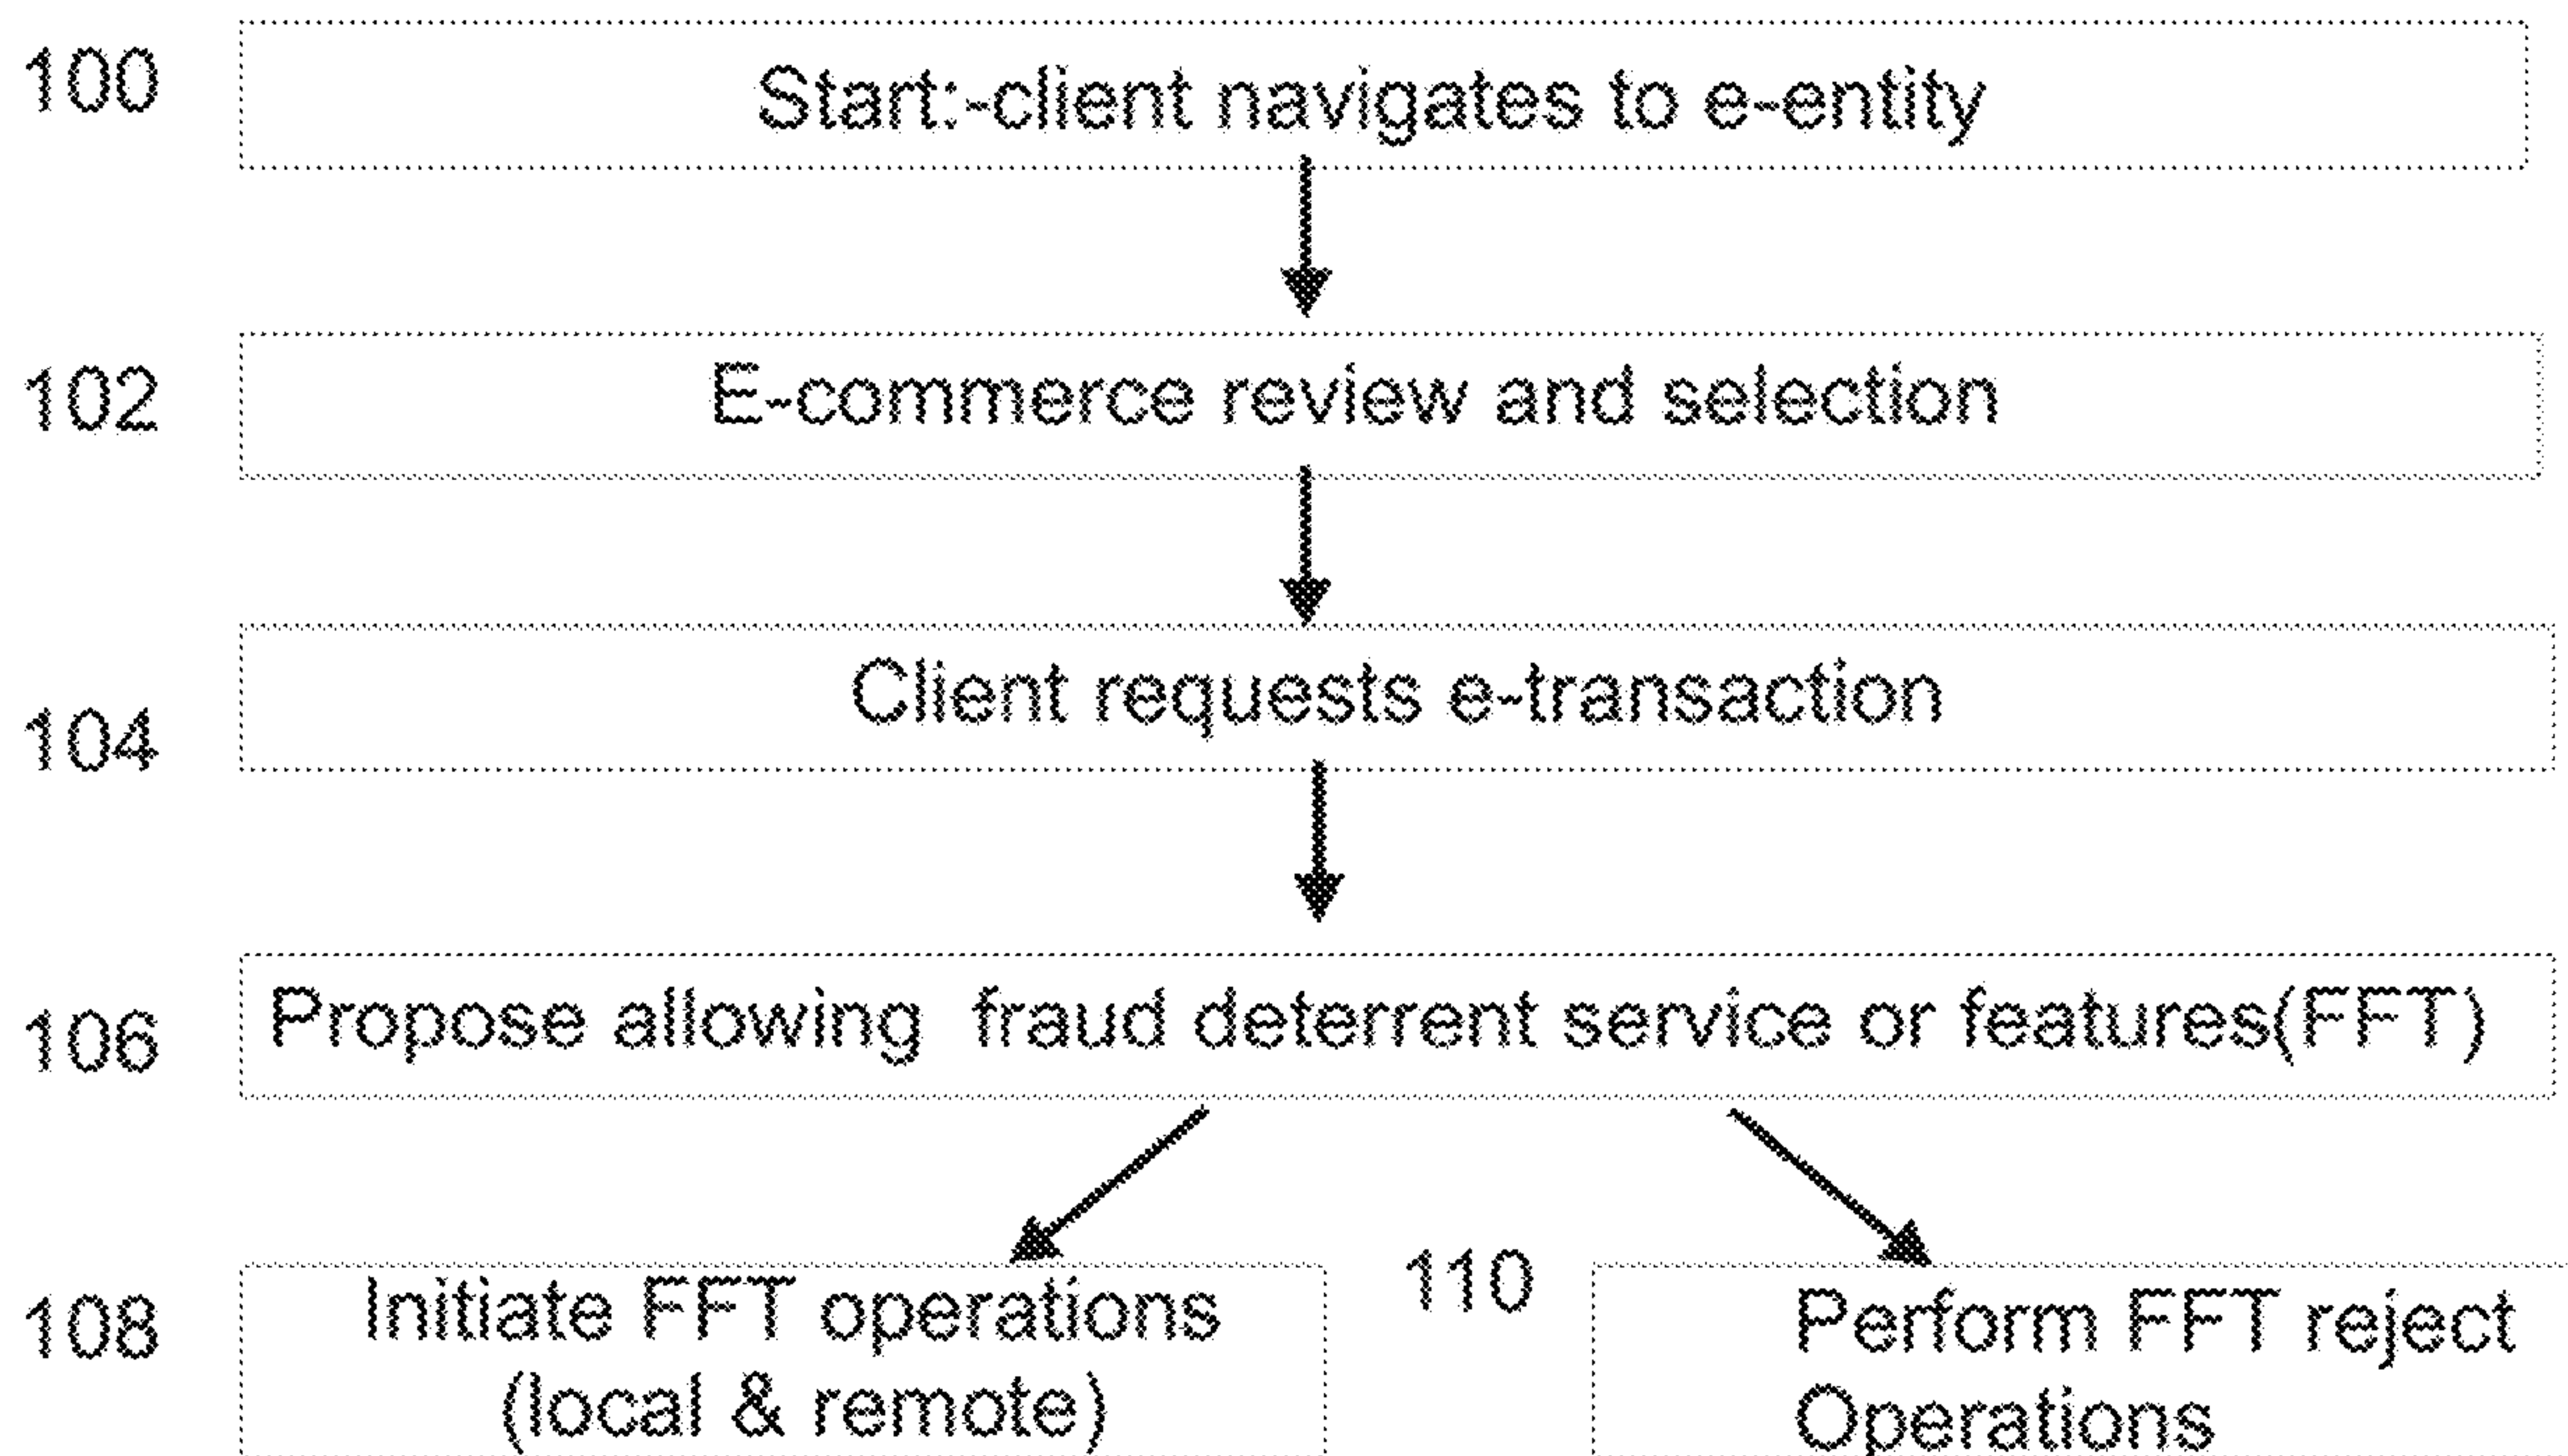 100 Start:-client navigates to e-entity
102 E-commerce review and selection
104 Client requests e-transaction
106 Propose allowing fraud deterrent service or features(FFT)
108 Initiate FFT operations
(local & remote)
110 Perform FFT reject
Operations